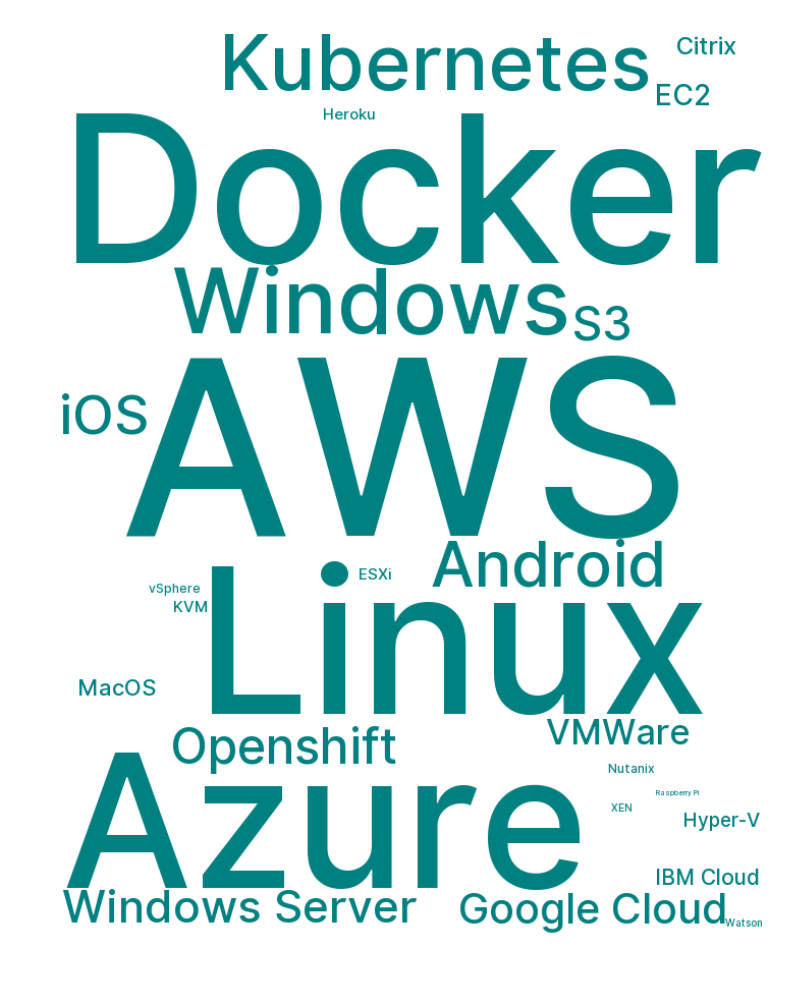 Kubernetes
Citrix
EC2
Heroku
Docker
Windows
S3
iOS
AWS
Android
ESXi
vSphere
KVM
Linux
MacOS
Openshift
VMWare
Nutanix
Raspberry Pi
XEN
Hyper-V
Azure
IBM Cloud
Windows Server
Google Cloud
Watson